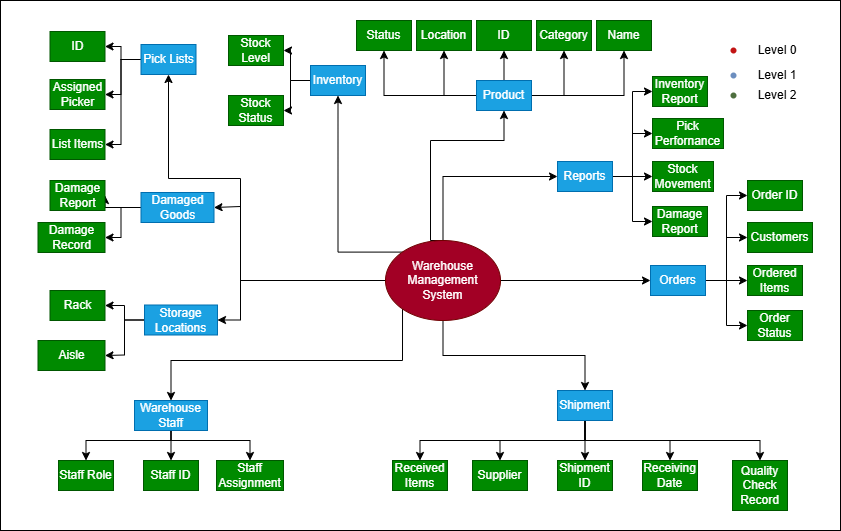 Status
Location
ID
Category
Name
Level 0
Level 1
Level 2
ID
Assigned
Picker
List Items
Pick Lists
Stock
Level
Stock
Status
Inventory
Product
Inventory
Report
Pick
Perfornance
Stock
Movement
Damage
Report
Reports
Damage
Report
Damage
Record
Damaged
Goods
Order ID
Customers
Ordered
Items
Order
Status
Orders
Warehouse
Management
System
Rack
Aisle
Storage
Locations
Warehouse
Staff
Staff Role
Staff ID
Staff
Assignment
Shipment
Received
Items
Supplier
Shipment
ID
Receiving
Date
Quality
Check
Record